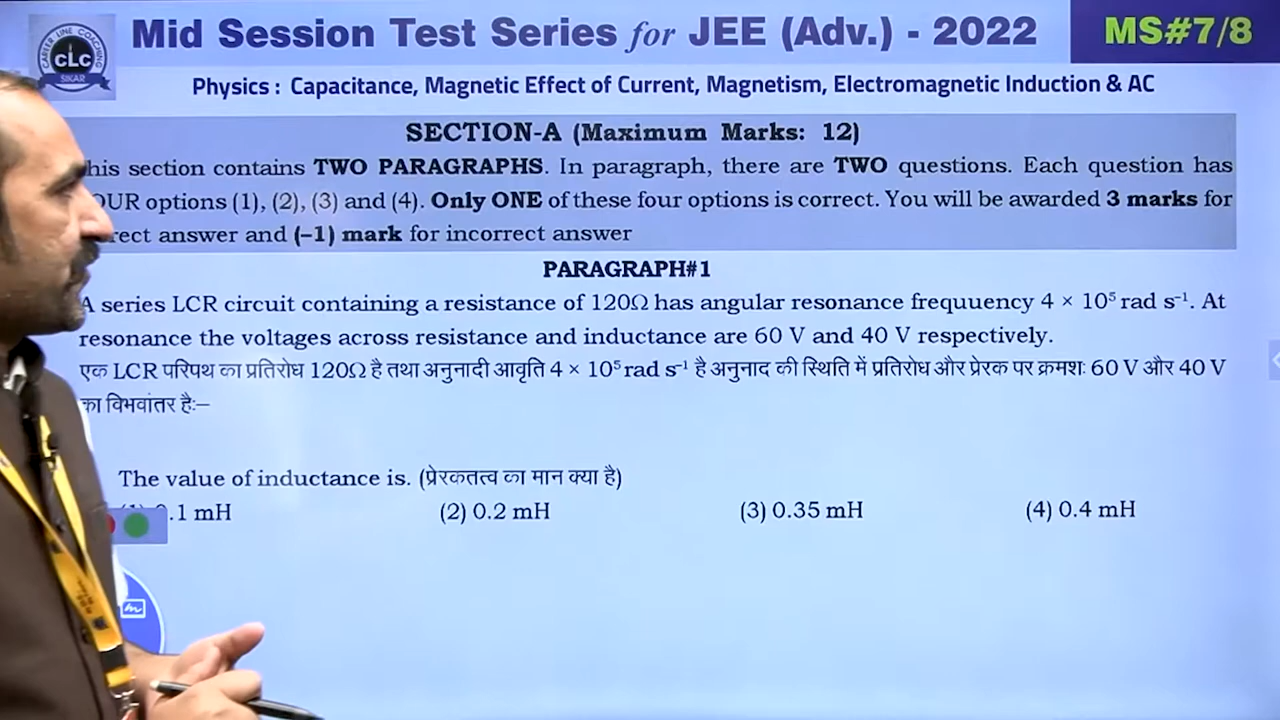 Mid Session Test Series for JEE (Adv.) - 2022
MS#7/8
CAREER LINE COACHING
CLC
SIKAR
Physics : Capacitance, Magnetic Effect of Current, Magnetism, Electromagnetic Induction & AC
SECTION-A (Maximum Marks: 12)
his section contains TWO PARAGRAPHS. In paragraph, there are TWO questions. Each question has
OUR options (1), (2), (3) and (4). Only ONE of these four options is correct. You will be awarded 3 marks for
rect answer and (–1) mark for incorrect answer
PARAGRAPH#1
A series LCR circuit containing a resistance of 120Ω has angular resonance frequuency 4 × 10⁵ rad s⁻¹. At
resonance the voltages across resistance and inductance are 60 V and 40 V respectively.
एक LCR परिपथ का प्रतिरोध 120Ω है तथा अनुनादी आवृति 4 × 10⁵ rad s⁻¹ है अनुनाद की स्थिति में प्रतिरोध और प्रेरक पर क्रमशः 60 V और 40 V
का विभवांतर है:–
The value of inductance is. (प्रेरकतत्व का मान क्या है)
(1) 0.1 mH (2) 0.2 mH (3) 0.35 mH (4) 0.4 mH